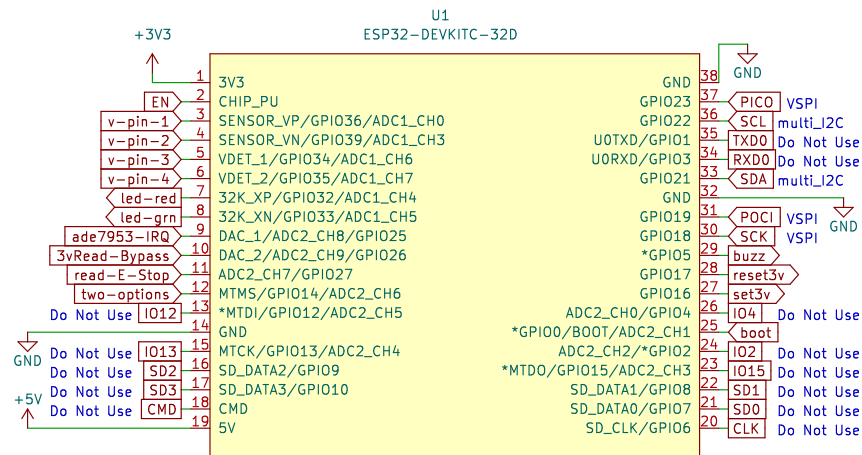 U1
ESP32-DEVKITC-32D
+3V3
1 3V3
EN 2 CHIP_PU
v-pin-1 3 SENSOR_VP/GPIO36/ADC1_CH0
v-pin-2 4 SENSOR_VN/GPIO39/ADC1_CH3
v-pin-3 5 VDET_1/GPIO34/ADC1_CH6
v-pin-4 6 VDET_2/GPIO35/ADC1_CH7
led-red 7 32K_XP/GPIO32/ADC1_CH4
led-grn 8 32K_XN/GPIO33/ADC1_CH5
ade7953-IRQ 9 DAC_1/ADC2_CH8/GPIO25
3vRead-Bypass 10 DAC_2/ADC2_CH9/GPIO26
read-E-Stop 11 ADC2_CH7/GPIO27
two-options 12 MTMS/GPIO14/ADC2_CH6
Do Not Use IO12 13 *MTDI/GPIO12/ADC2_CH5
14 GND
GND
Do Not Use IO13 15 MTCK/GPIO13/ADC2_CH4
Do Not Use SD2 16 SD_DATA2/GPIO9
Do Not Use SD3 17 SD_DATA3/GPIO10
Do Not Use CMD 18 CMD
+5V
19 5V
GND 38
GND
GPIO23 37 PICO VSPI
GPIO22 36 SCL multi_I2C
U0TXD/GPIO1 35 TXD0 Do Not Use
U0RXD/GPIO3 34 RXD0 Do Not Use
GPIO21 33 SDA multi_I2C
GND 32
GND
GPIO19 31 POCI VSPI
GPIO18 30 SCK VSPI
*GPIO5 29 buzz
GPIO17 28 reset3v
GPIO16 27 set3v
ADC2_CH0/GPIO4 26 IO4 Do Not Use
*GPIO0/BOOT/ADC2_CH1 25 boot
ADC2_CH2/*GPIO2 24 IO2 Do Not Use
*MTDO/GPIO15/ADC2_CH3 23 IO15 Do Not Use
SD_DATA1/GPIO8 22 SD1 Do Not Use
SD_DATA0/GPIO7 21 SD0 Do Not Use
SD_CLK/GPIO6 20 CLK Do Not Use